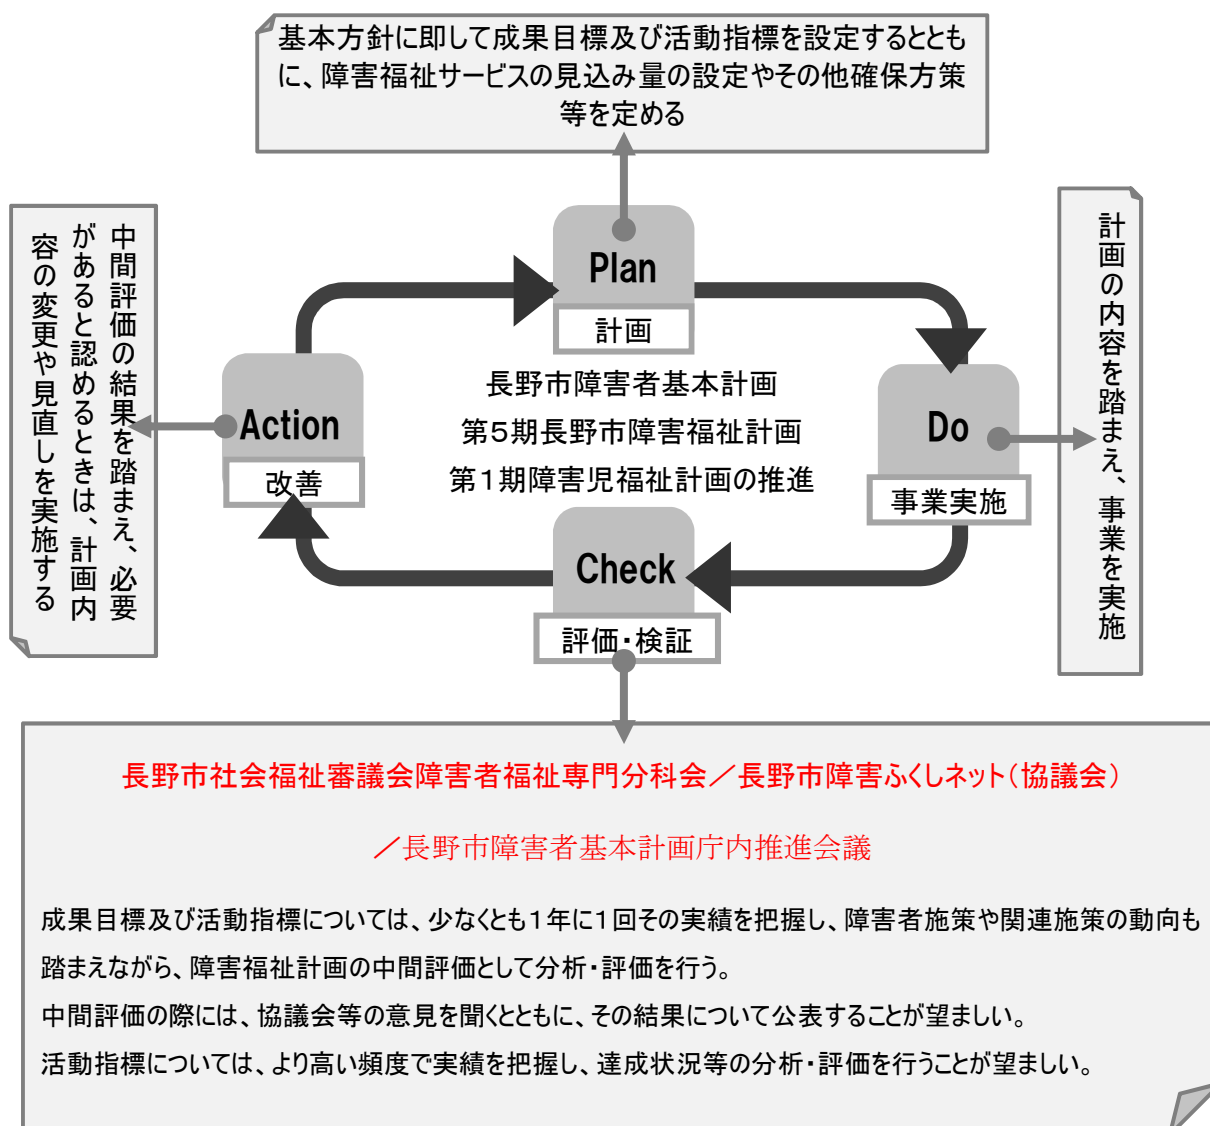 基本方針に即して成果目標及び活動指標を設定するととも
に、障害福祉サービスの見込み量の設定やその他確保方策
等を定める
Plan
計画
計画の内容を踏まえ、事業を実施
中間評価の結果を踏まえ、必要
があると認めるときは、計画内
容の変更や見直しを実施する
Action
改善
長野市障害者基本計画
第5期長野市障害福祉計画
第1期障害児福祉計画の推進
Do
事業実施
Check
評価・検証
長野市社会福祉審議会障害者福祉専門分科会／長野市障害ふくしネット（協議会）
／長野市障害者基本計画庁内推進会議
成果目標及び活動指標については、少なくとも1年に1回その実績を把握し、障害者施策や関連施策の動向も
踏まえながら、障害福祉計画の中間評価として分析・評価を行う。
中間評価の際には、協議会等の意見を聞くとともに、その結果について公表することが望ましい。
活動指標については、より高い頻度で実績を把握し、達成状況等の分析・評価を行うことが望ましい。